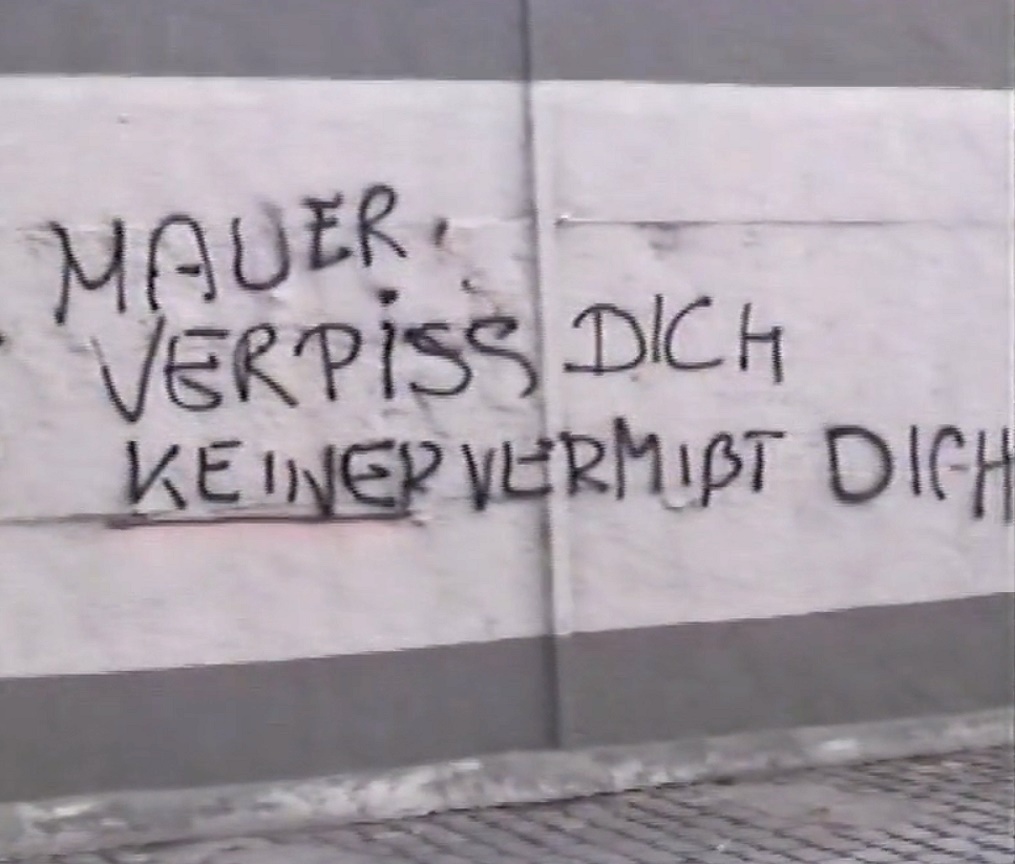 MAUER,
VERPISS DICH
KEINER VERMIßT DICH